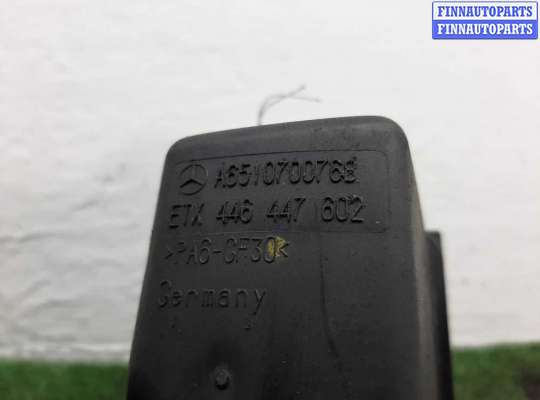 FINNAUTOPARTS
FINNAUTOPARTS
A6510700768
ETX 446 447 602
>PA6-GF30<
Germany